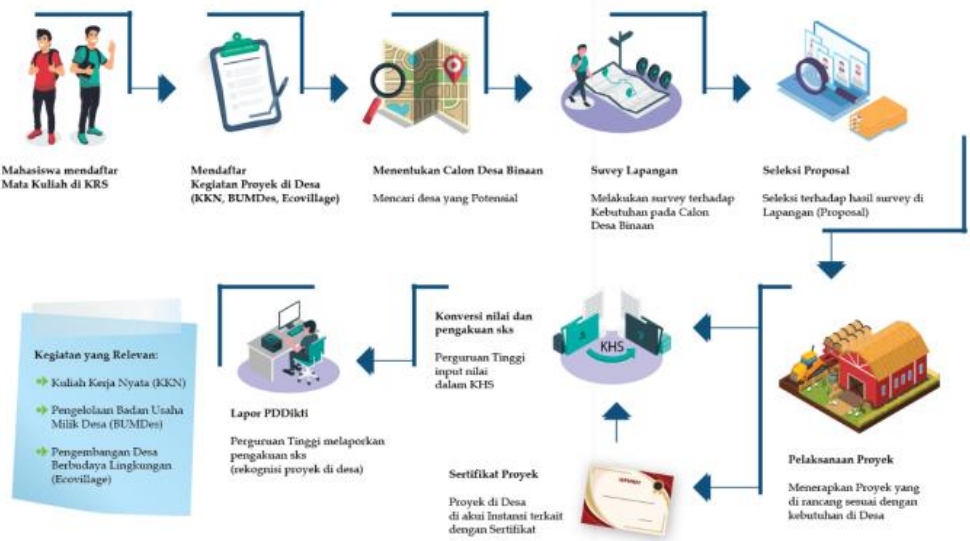 Mahasiswa mendaftar
Mata Kuliah di KRS
Mendaftar
Kegiatan Proyek di Desa
(KKN, BUMDes, Ecovillage)
Menentukan Calon Desa Binaan
Mencari desa yang Potensial
Survey Lapangan
Melakukan survey terhadap
Kebutuhan pada Calon
Desa Binaan
Seleksi Proposal
Seleksi terhadap hasil survey di
Lapangan (Proposal)
Kegiatan yang Relevan:
Kuliah Kerja Nyata (KKN)
Pengelolaan Badan Usaha
Milik Desa (BUMDes)
Pengembangan Desa
Berbudaya Lingkungan
(Ecovillage)
Lapor PDDikti
Perguruan Tinggi melaporkan
pengakuan sks
(rekognisi proyek di desa)
Konversi nilai dan
pengakuan sks
Perguruan Tinggi
input nilai
dalam KHS
KHS
Sertifikat Proyek
Proyek di Desa
di akui Instansi terkait
dengan Sertifikat
Pelaksanaan Proyek
Menerapkan Proyek yang
di rancang sesuai dengan
kebutuhan di Desa